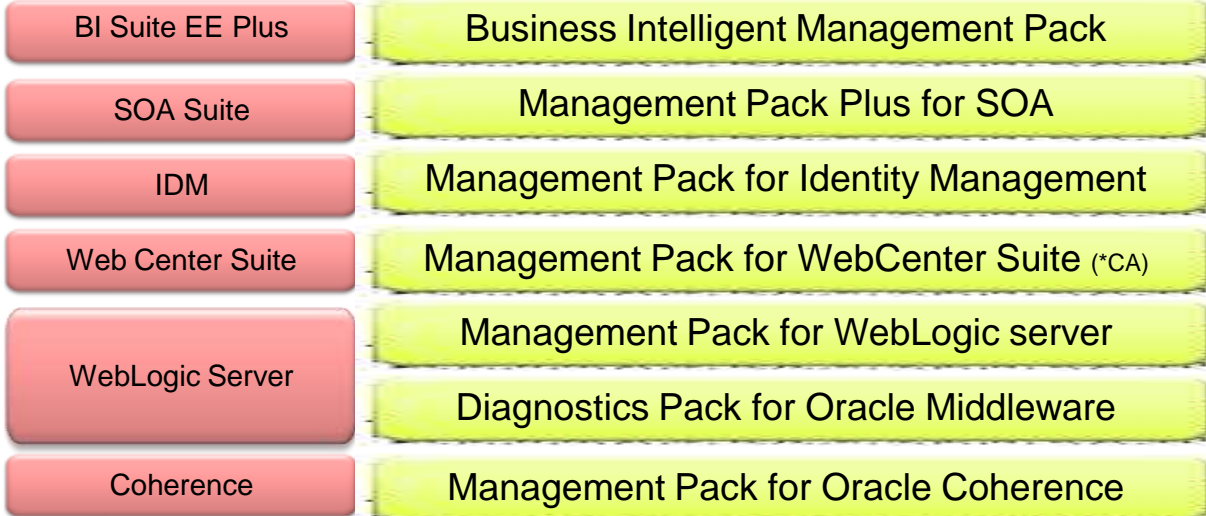 BI Suite EE Plus
Business Intelligent Management Pack
SOA Suite
Management Pack Plus for SOA
IDM
Management Pack for Identity Management
Web Center Suite
Management Pack for WebCenter Suite (*CA)
WebLogic Server
Management Pack for WebLogic server
Diagnostics Pack for Oracle Middleware
Coherence
Management Pack for Oracle Coherence